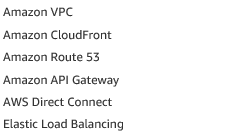 Amazon VPC
Amazon CloudFront
Amazon Route 53
Amazon API Gateway
AWS Direct Connect
Elastic Load Balancing